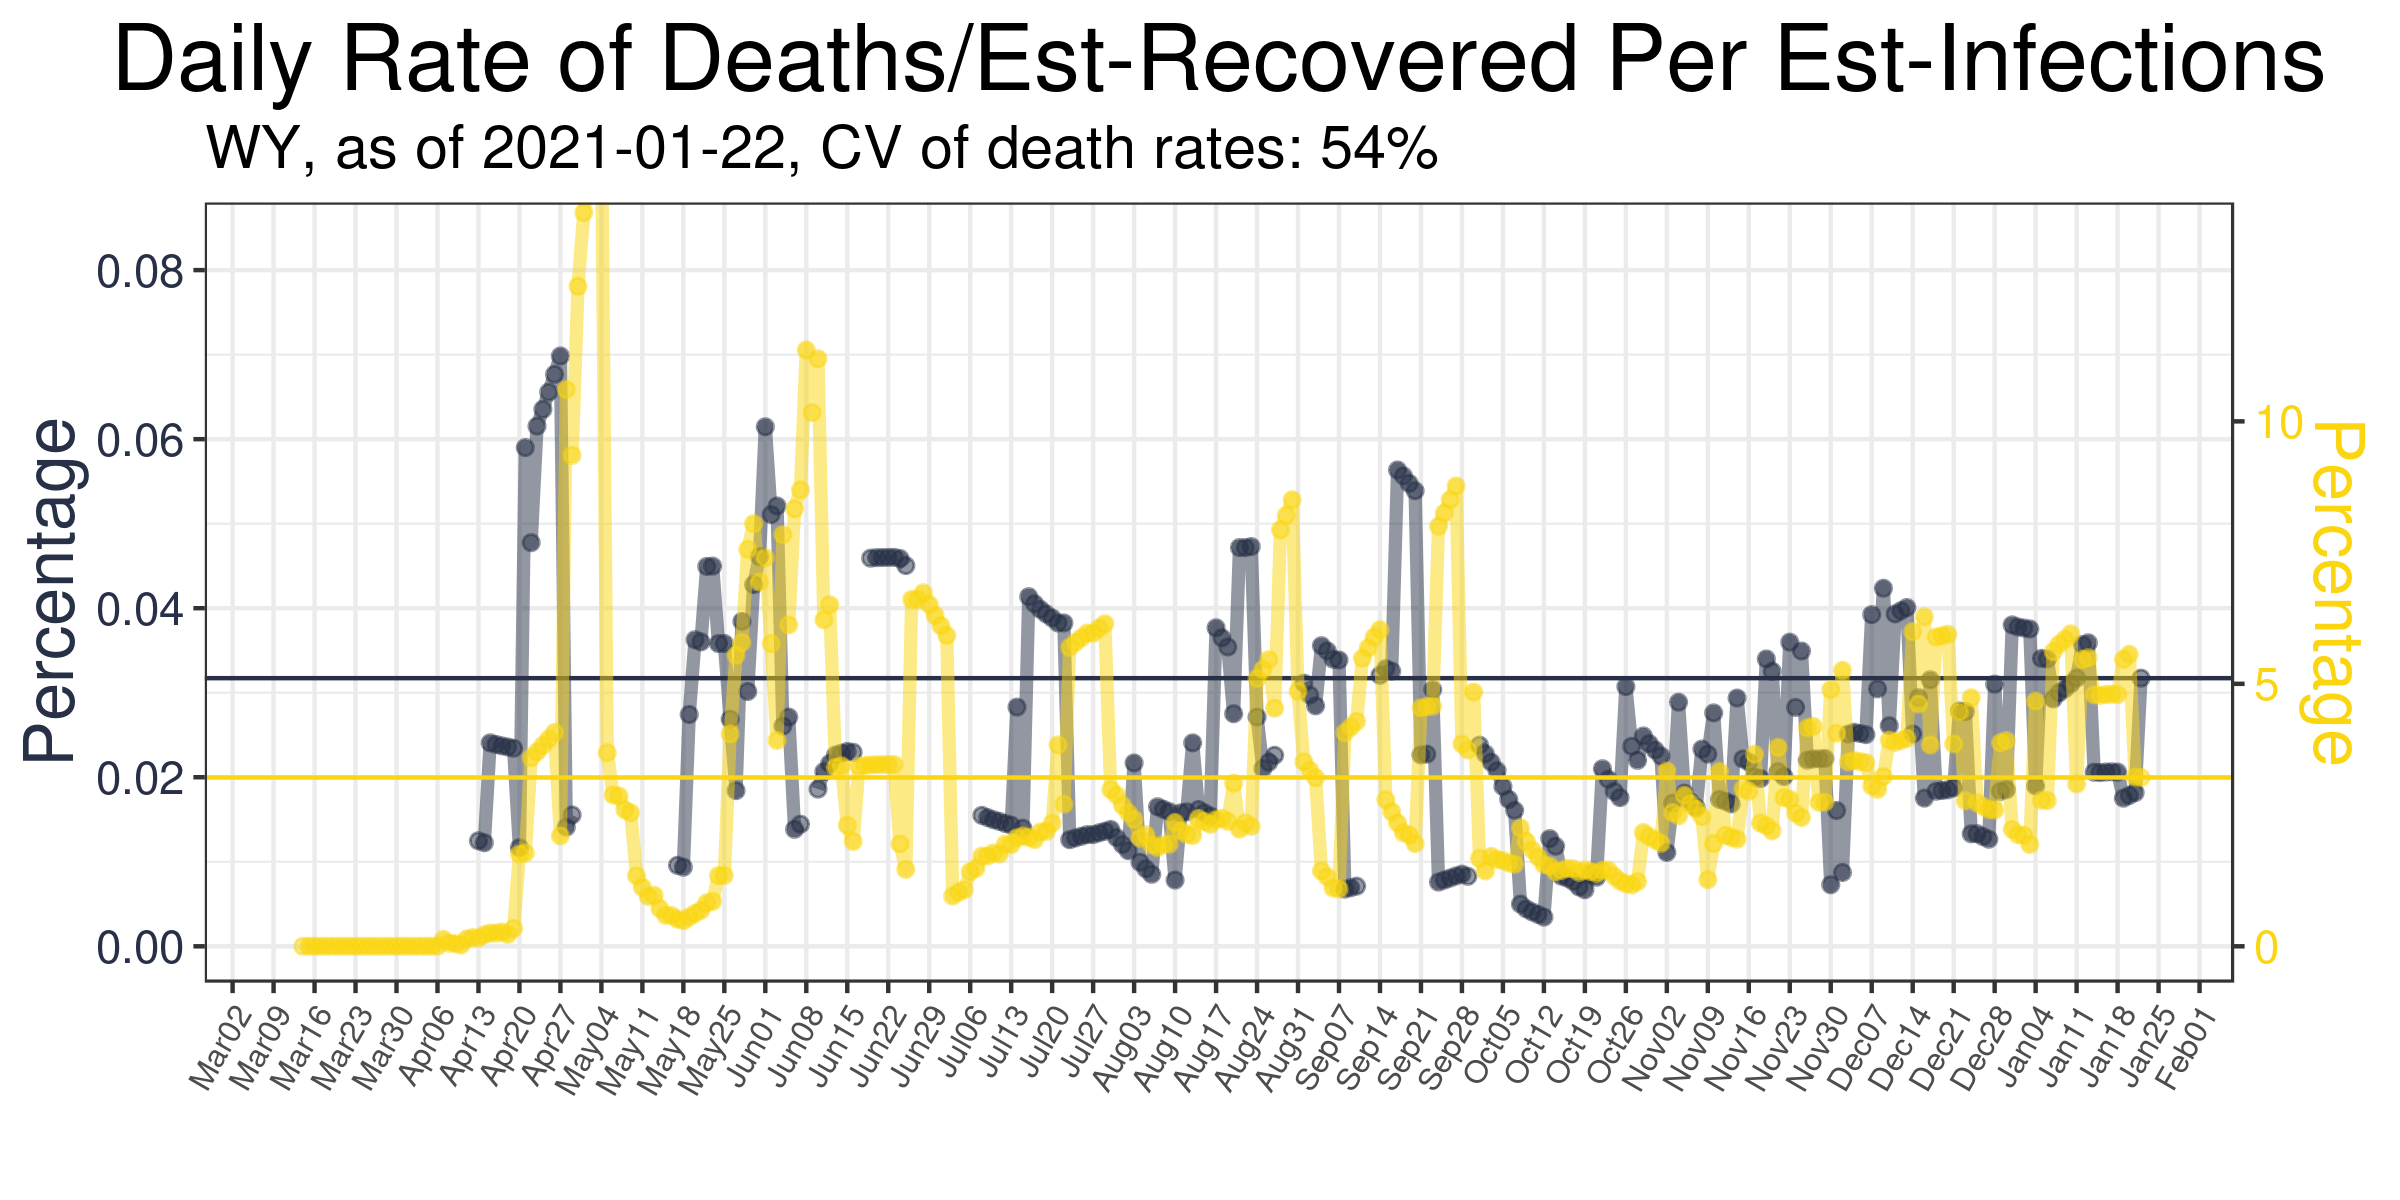 Daily Rate of Deaths/Est-Recovered Per Est-Infections
WY, as of 2021-01-22, CV of death rates: 54%
Percentage
0.08
0.06
0.04
0.02
0.00
10
5
0
Percentage
Mar02
Mar09
Mar16
Mar23
Mar30
Apr06
Apr13
Apr20
Apr27
May04
May11
May18
May25
Jun01
Jun08
Jun15
Jun22
Jun29
Jul06
Jul13
Jul20
Jul27
Aug03
Aug10
Aug17
Aug24
Aug31
Sep07
Sep14
Sep21
Sep28
Oct05
Oct12
Oct19
Oct26
Nov02
Nov09
Nov16
Nov23
Nov30
Dec07
Dec14
Dec21
Dec28
Jan04
Jan11
Jan18
Jan25
Feb01